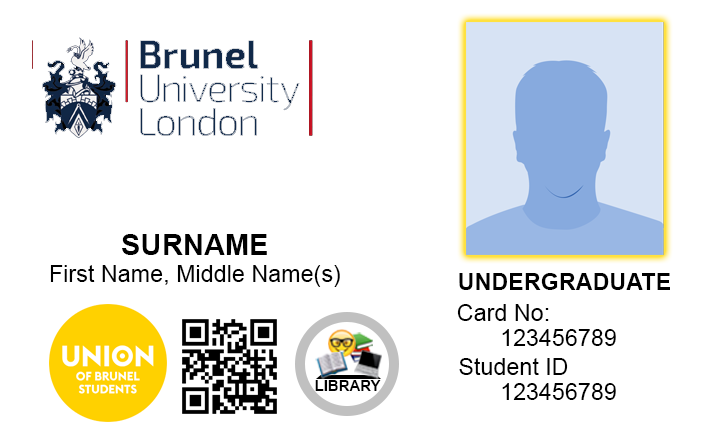 Brunel
University
London
SURNAME
First Name, Middle Name(s)
UNION
OF BRUNEL
STUDENTS
LIBRARY
UNDERGRADUATE
Card No:
123456789
Student ID
123456789